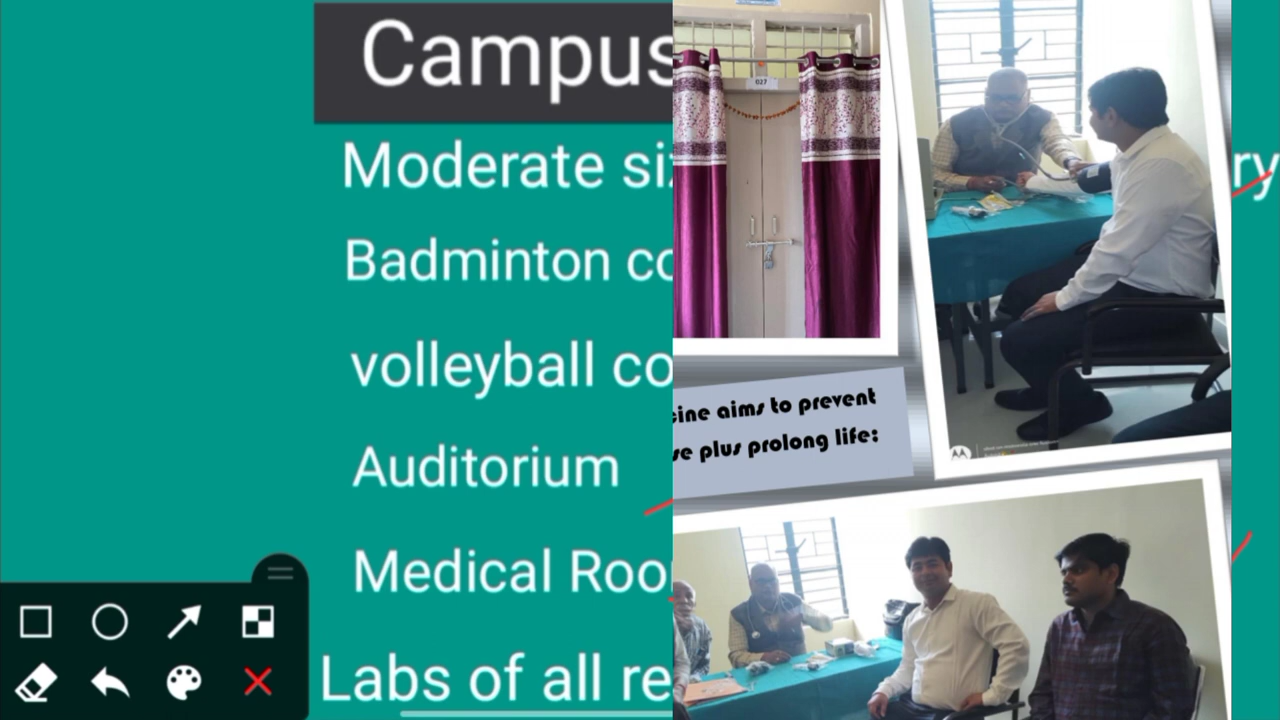 Campus
Moderate si
Badminton co
volleyball co
Auditorium
Medical Roo
Labs of all re
027
cine aims to prevent
se plus prolong life;
ry